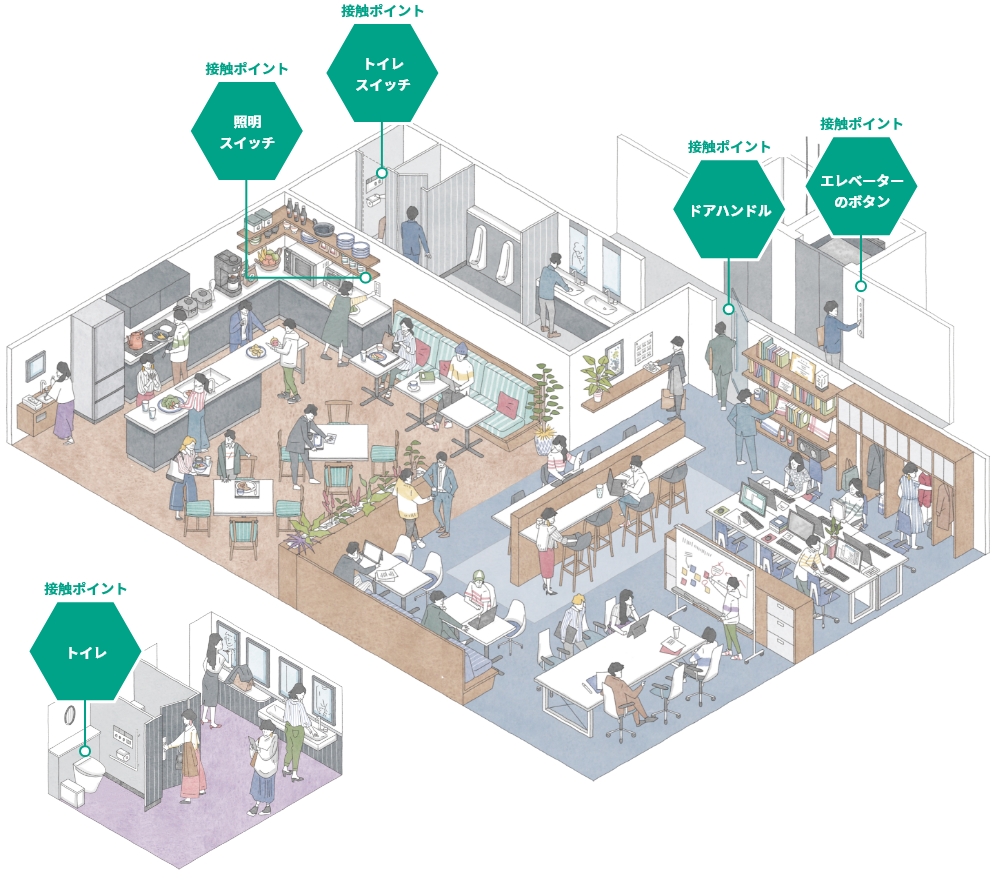 接触ポイント
トイレ
スイッチ
接触ポイント
照明
スイッチ
接触ポイント
ドアハンドル
接触ポイント
エレベーター
のボタン
接触ポイント
トイレ